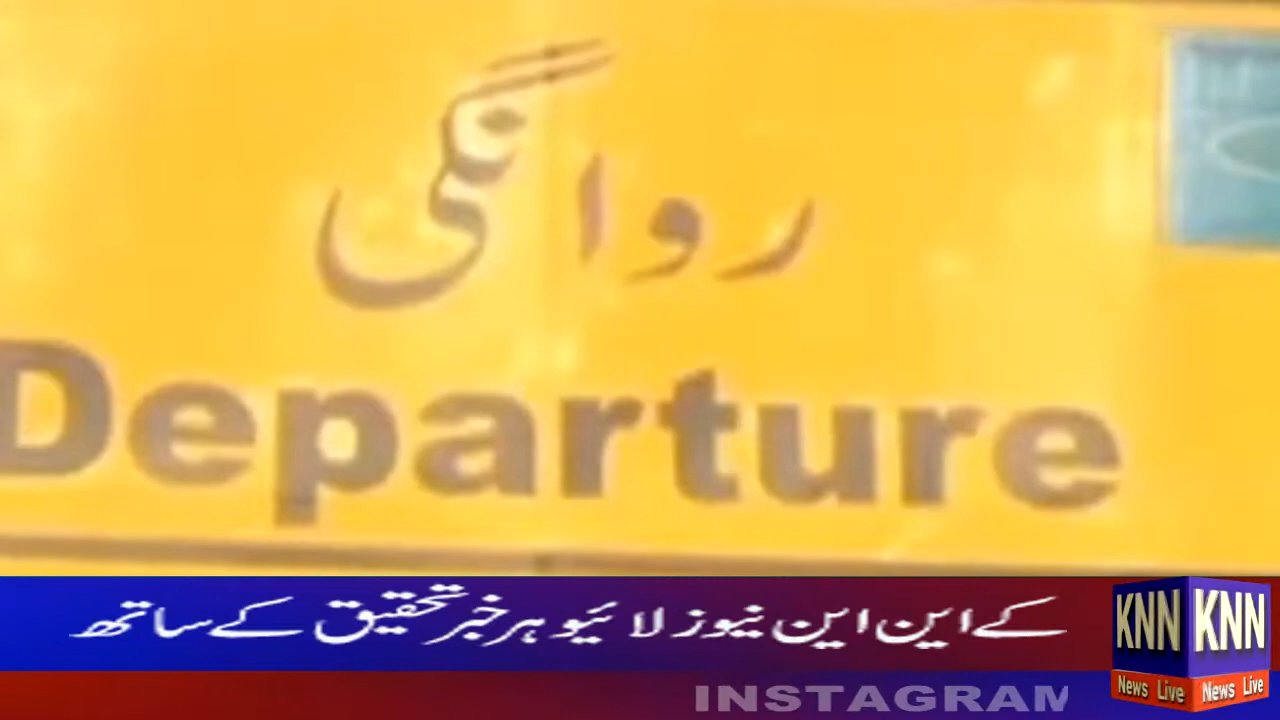 روانگی
Departure
کے این این نیوز لائیو ہر خبر تحقیق کے ساتھ
KNN KNN
News Live News Live
INSTAGRAM